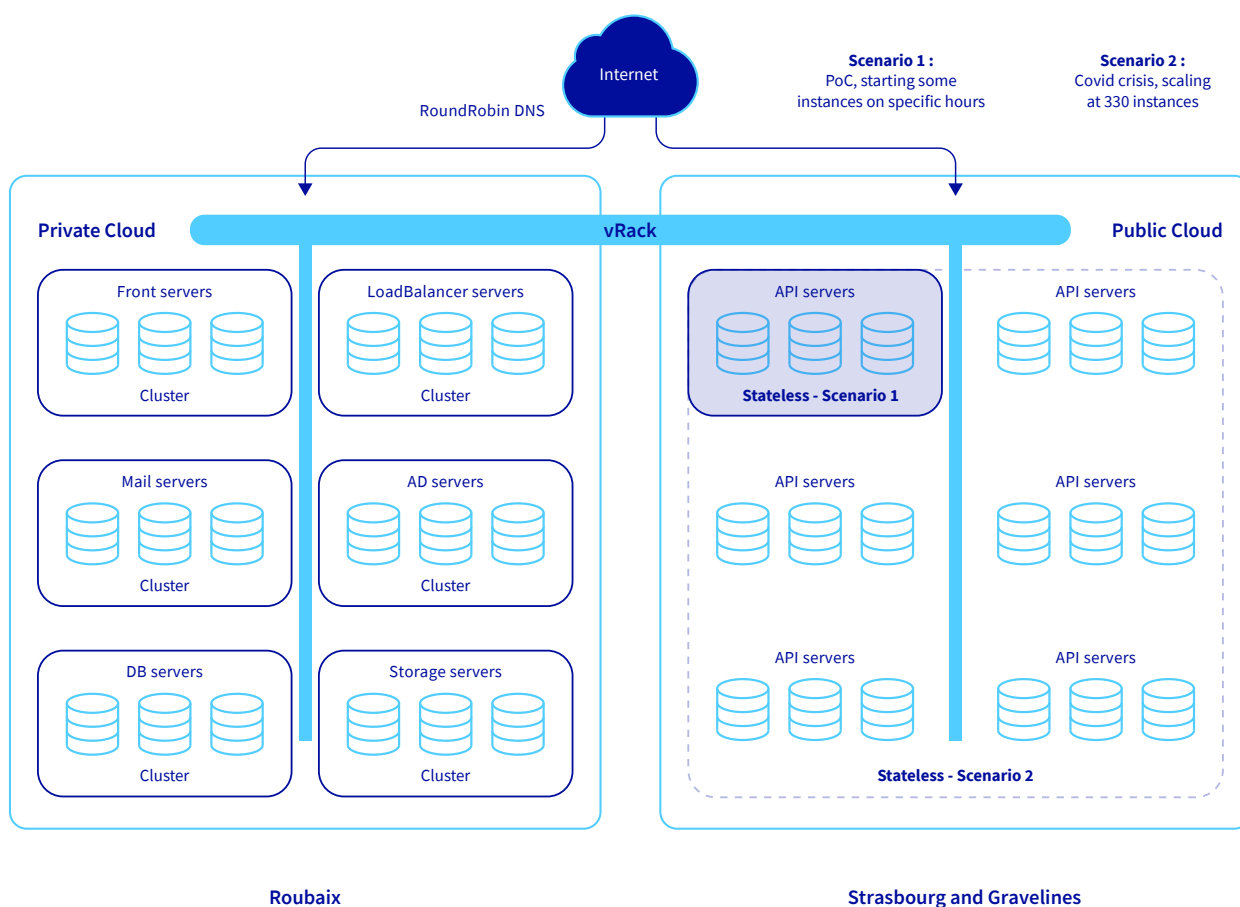 Internet
RoundRobin DNS
Scenario 1 :
PoC, starting some
instances on specific hours
Scenario 2 :
Covid crisis, scaling
at 330 instances
Private Cloud
vRack
Public Cloud
Front servers
Cluster
LoadBalancer servers
Cluster
API servers
Stateless - Scenario 1
API servers
Mail servers
Cluster
AD servers
Cluster
API servers
API servers
DB servers
Cluster
Storage servers
Cluster
API servers
API servers
Stateless - Scenario 2
Roubaix
Strasbourg and Gravelines